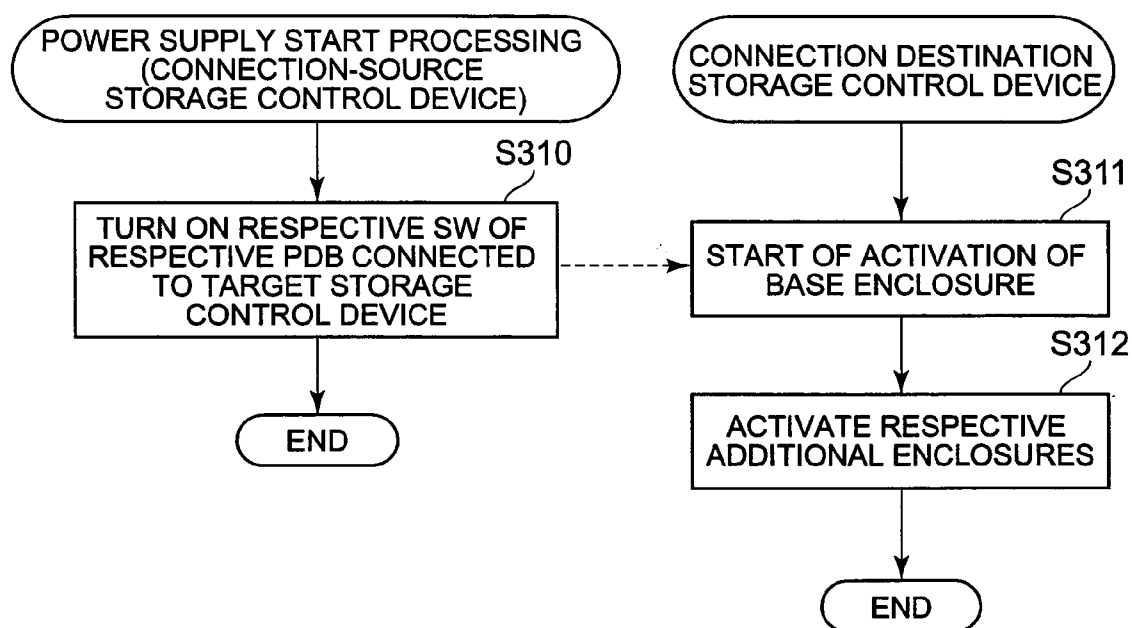 POWER SUPPLY START PROCESSING
(CONNECTION-SOURCE
STORAGE CONTROL DEVICE)
S310
TURN ON RESPECTIVE SW OF
RESPECTIVE PDB CONNECTED
TO TARGET STORAGE
CONTROL DEVICE
END
CONNECTION DESTINATION
STORAGE CONTROL DEVICE
S311
START OF ACTIVATION OF
BASE ENCLOSURE
S312
ACTIVATE RESPECTIVE
ADDITIONAL ENCLOSURES
END